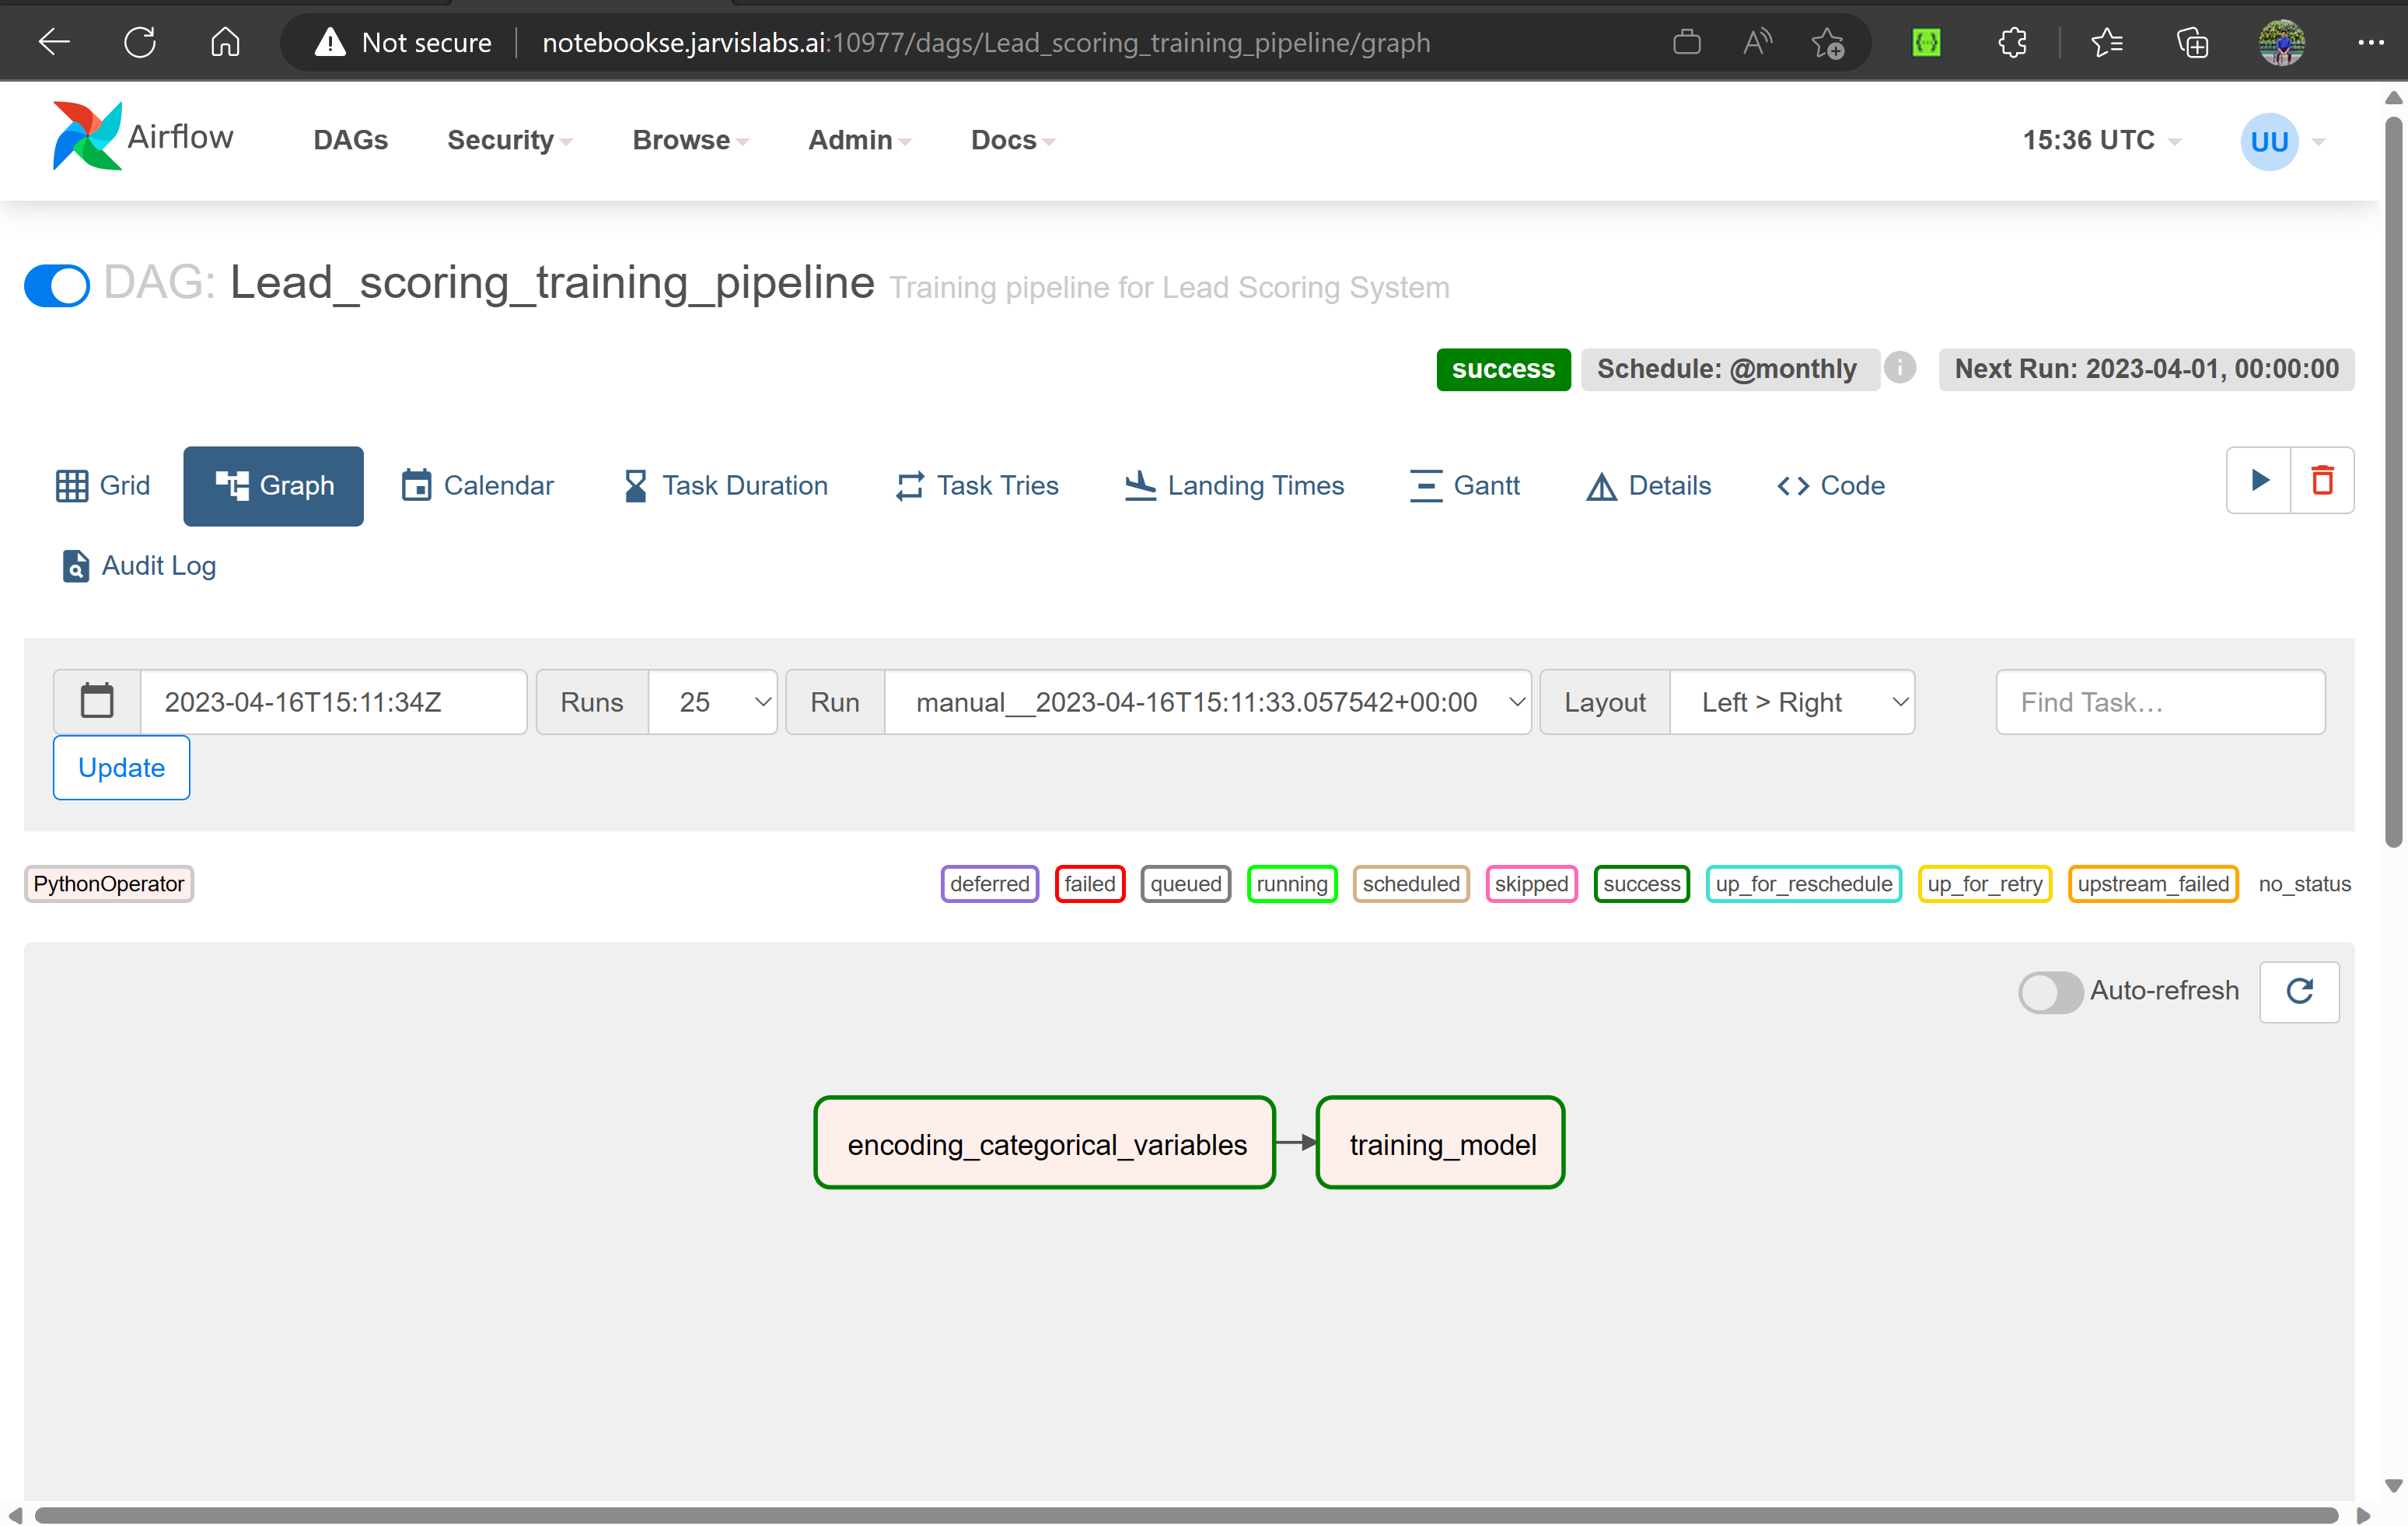 Not secure notebookse.jarvislabs.ai:10977/dags/Lead_scoring_training_pipeline/graph
Airflow DAGs Security Browse Admin Docs 15:36 UTC UU
DAG: Lead_scoring_training_pipeline Training pipeline for Lead Scoring System
success Schedule: @monthly Next Run: 2023-04-01, 00:00:00
Grid Graph Calendar Task Duration Task Tries Landing Times Gantt Details Code
Audit Log
2023-04-16T15:11:34Z Runs 25 Run manual__2023-04-16T15:11:33.057542+00:00 Layout Left > Right Find Task...
Update
PythonOperator deferred failed queued running scheduled skipped success up_for_reschedule up_for_retry upstream_failed no_status
Auto-refresh
encoding_categorical_variables training_model